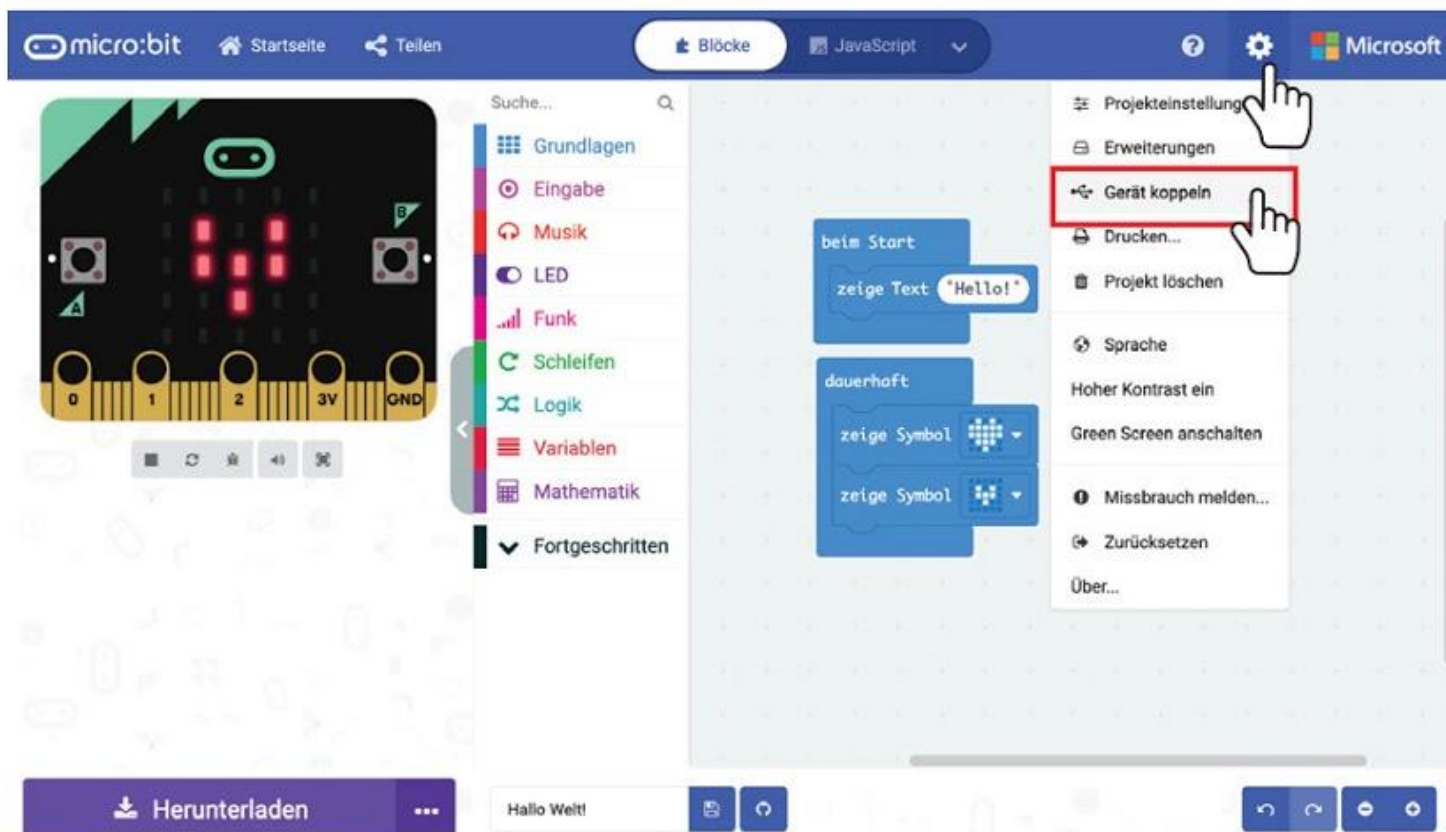 micro:bit Startseite Teilen Blöcke JavaScript ? Microsoft
B
A
0 1 2 3V GND
Suche...
Grundlagen
Eingabe
Musik
LED
Funk
Schleifen
Logik
Variablen
Mathematik
Fortgeschritten
beim Start
zeige Text "Hello!"
dauerhaft
zeige Symbol
zeige Symbol
Erweiterungen
Gerät koppeln
Drucken...
Projekt löschen
Sprache
Hoher Kontrast ein
Green Screen anschalten
Missbrauch melden...
Zurücksetzen
Über...
Herunterladen ...
Hallo Welt!